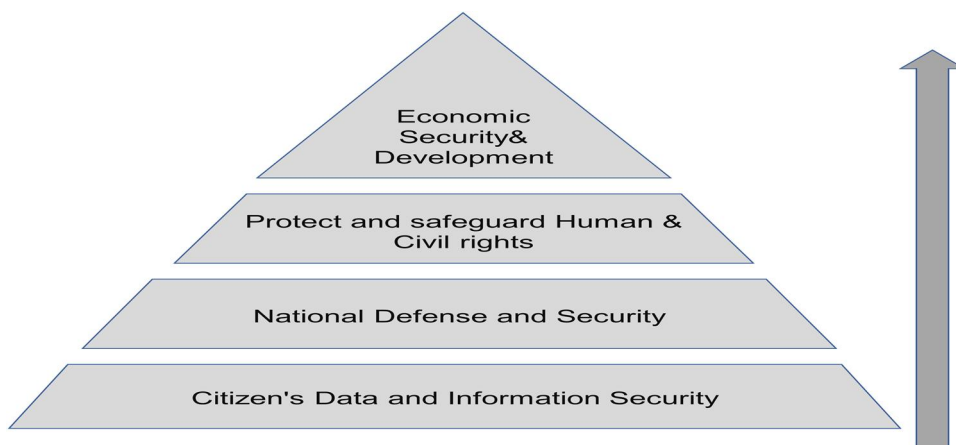 Economic
Security&
Development
Protect and safeguard Human &
Civil rights
National Defense and Security
Citizen's Data and Information Security